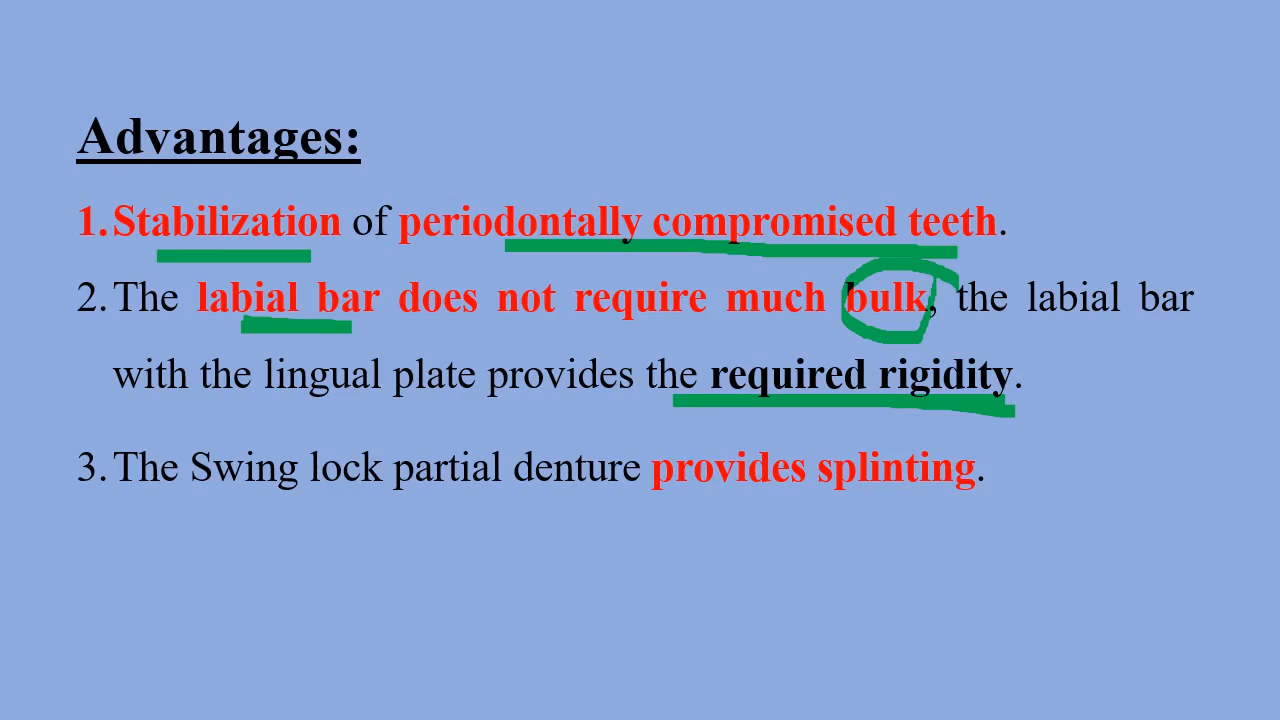 Advantages:
1. Stabilization of periodontally compromised teeth.
2. The labial bar does not require much bulk, the labial bar
with the lingual plate provides the required rigidity.
3. The Swing lock partial denture provides splinting.